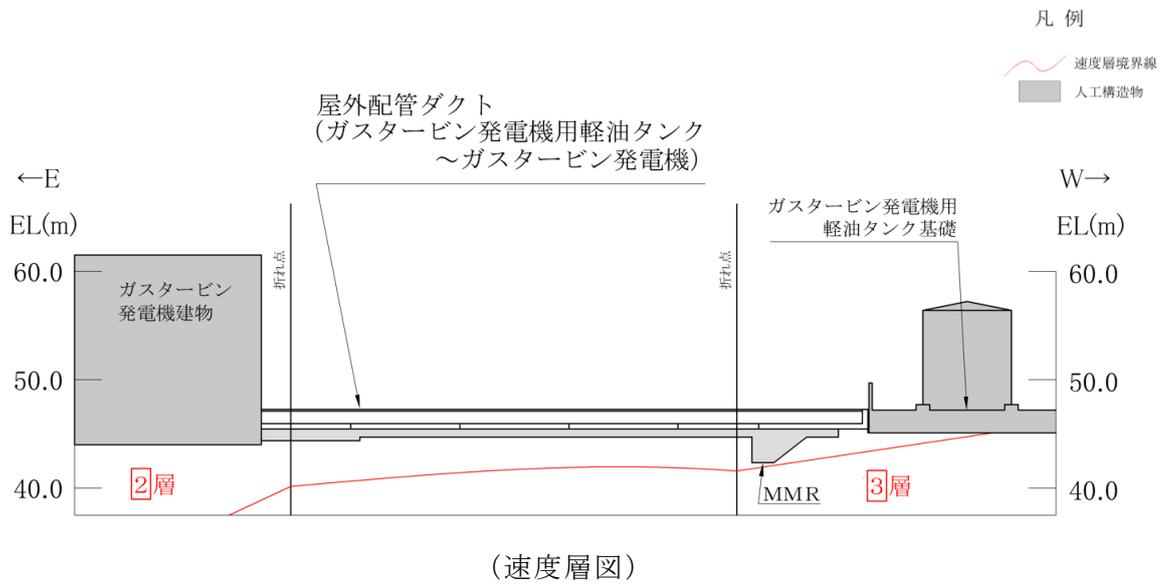 凡 例
速度層境界線
人工構造物
屋外配管ダクト
(ガスタービン発電機用軽油タンク
～ガスタービン発電機)
←E
W→
EL(m)
EL(m)
ガスタービン発電機用
軽油タンク基礎
折れ点
折れ点
60.0
60.0
ガスタービン
発電機建物
50.0
50.0
40.0
40.0
2層
3層
MMR
(速度層図)